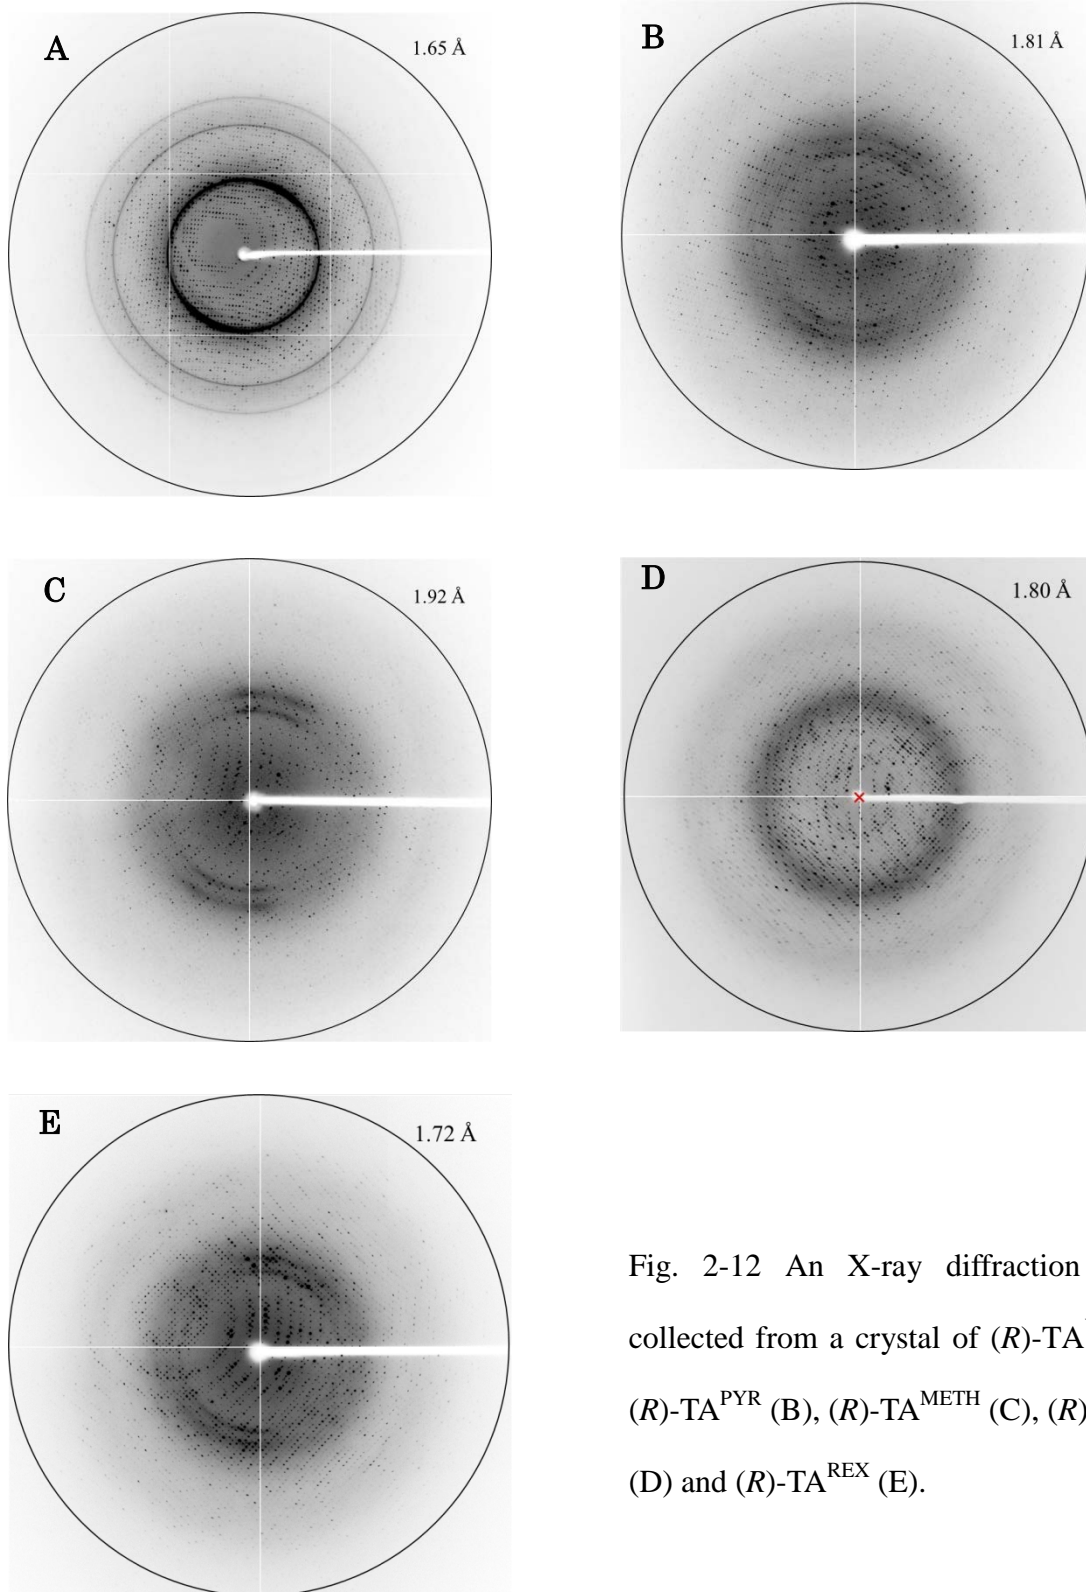 A
1.65 Å
B
1.81 Å
C
1.92 Å
D
1.80 Å
E
1.72 Å
Fig. 2-12 An X-ray diffraction
collected from a crystal of (R)-TA
(R)-TA^PYR (B), (R)-TA^METH (C), (R)
(D) and (R)-TA^REX (E).